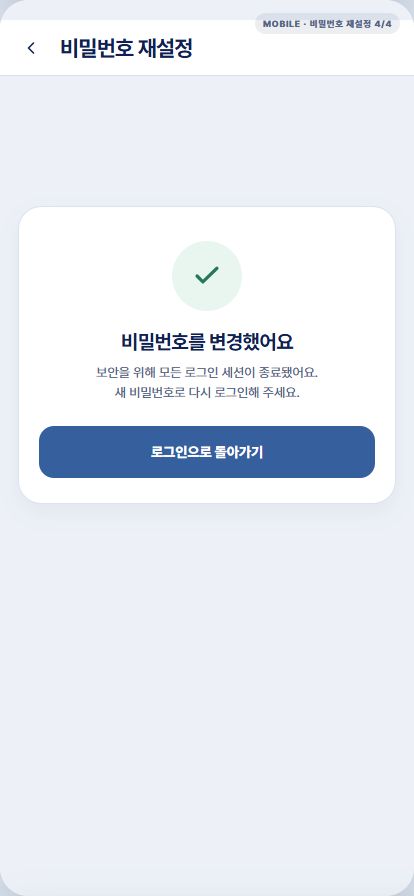 MOBILE · 비밀번호 재설정 4/4
비밀번호 재설정
비밀번호를 변경했어요
보안을 위해 모든 로그인 세션이 종료됐어요.
새 비밀번호로 다시 로그인해 주세요.
로그인으로 돌아가기